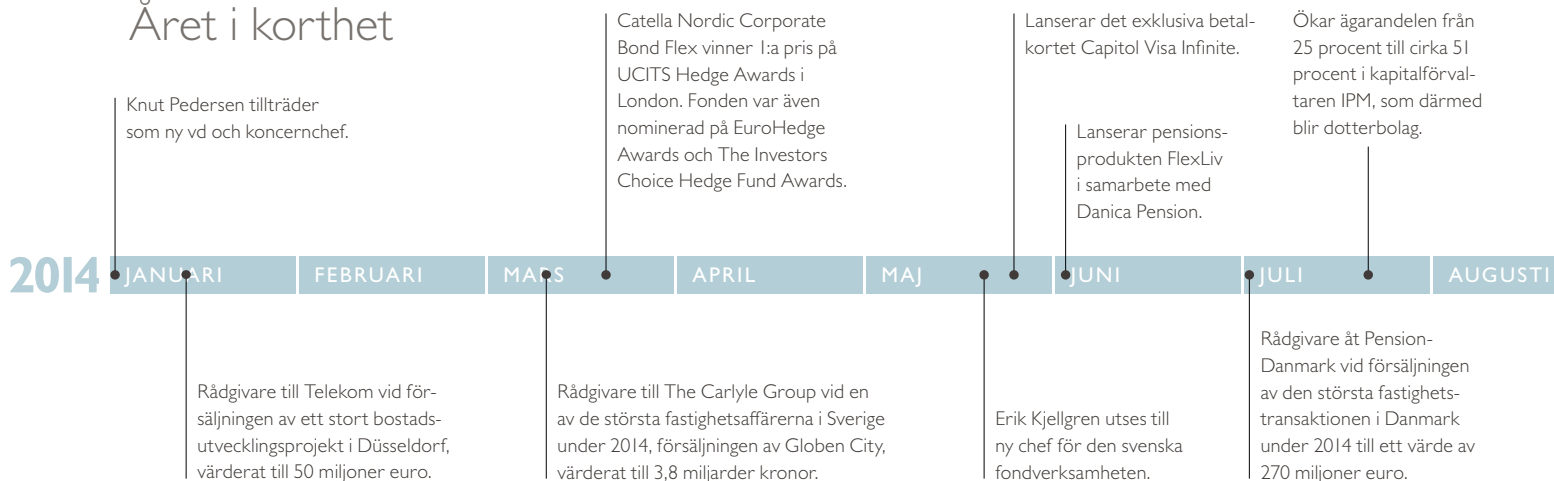 Året i korthet
Knut Pedersen tillträder
som ny vd och koncernchef.
Catella Nordic Corporate
Bond Flex vinner 1:a pris på
UCITS Hedge Awards i
London. Fonden var även
nominerad på EuroHedge
Awards och The Investors
Choice Hedge Fund Awards.
Lanserar det exklusiva betal-
kortet Capitol Visa Infinite.
Lanserar pensions-
produkten FlexLiv
i samarbete med
Danica Pension.
Ökar ägarandelen från
25 procent till cirka 51
procent i kapitalförval-
taren IPM, som därmed
blir dotterbolag.
2014 JANUARI FEBRUARI MARS APRIL MAJ JUNI JULI AUGUSTI
Rådgivare till Telekom vid för-
säljningen av ett stort bostads-
utvecklingsprojekt i Düsseldorf,
värderat till 50 miljoner euro.
Rådgivare till The Carlyle Group vid en
av de största fastighetsaffärerna i Sverige
under 2014, försäljningen av Globen City,
värderat till 3,8 miljarder kronor.
Erik Kjellgren utses till
ny chef för den svenska
fondverksamheten.
Rådgivare åt Pension-
Danmark vid försäljningen
av den största fastighets-
transaktionen i Danmark
under 2014 till ett värde av
270 miljoner euro.